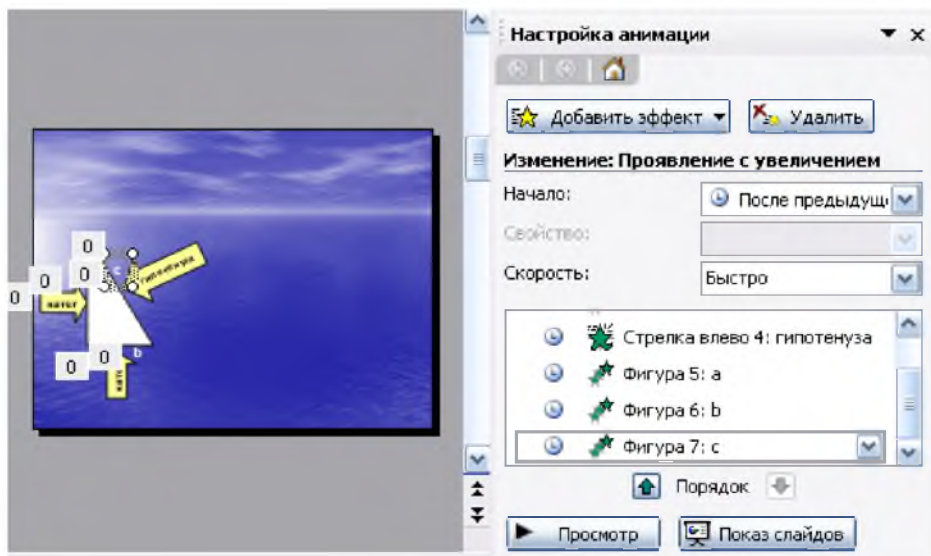 Настройка анимации
Добавить эффект
Удалить
Изменение: Проявление с увеличением
Начало:
После предыдущ
Свойство:
Скорость:
Быстро
Стрелка влево 4: гипотенуза
Фигура 5: a
Фигура 6: b
Фигура 7: c
Порядок
Просмотр
Показ слайдов
0
c
гипотенуза
0
0
0
катет
0
0
b
кате